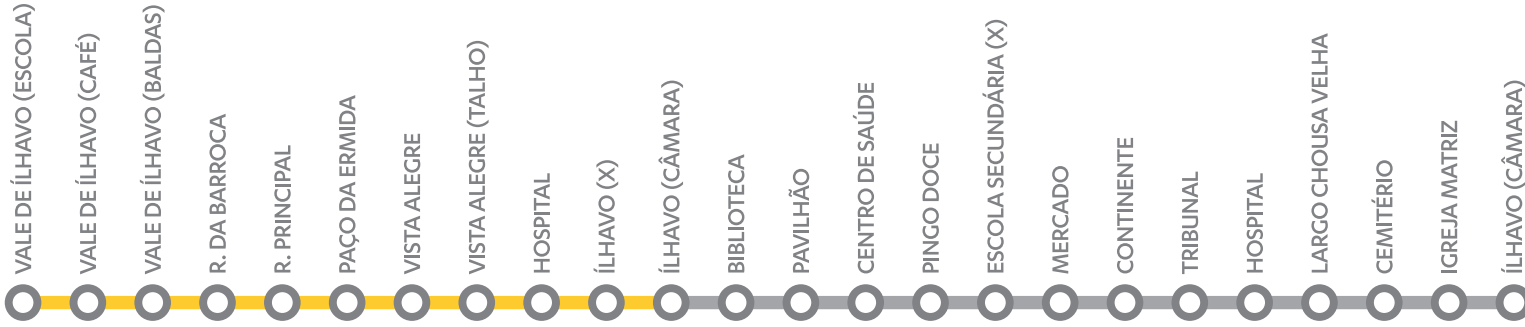 VALE DE ÍLHAVO (ESCOLA)
VALE DE ÍLHAVO (CAFÉ)
VALE DE ÍLHAVO (BALDAS)
R. DA BARROCA
R. PRINCIPAL
PAÇO DA ERMIDA
VISTA ALEGRE
VISTA ALEGRE (TALHO)
HOSPITAL
ÍLHAVO (X)
ÍLHAVO (CÂMARA)
BIBLIOTECA
PAVILHÃO
CENTRO DE SAÚDE
PINGO DOCE
ESCOLA SECUNDÁRIA (X)
MERCADO
CONTINENTE
TRIBUNAL
HOSPITAL
LARGO CHOUSA VELHA
CEMITÉRIO
IGREJA MATRIZ
ÍLHAVO (CÂMARA)